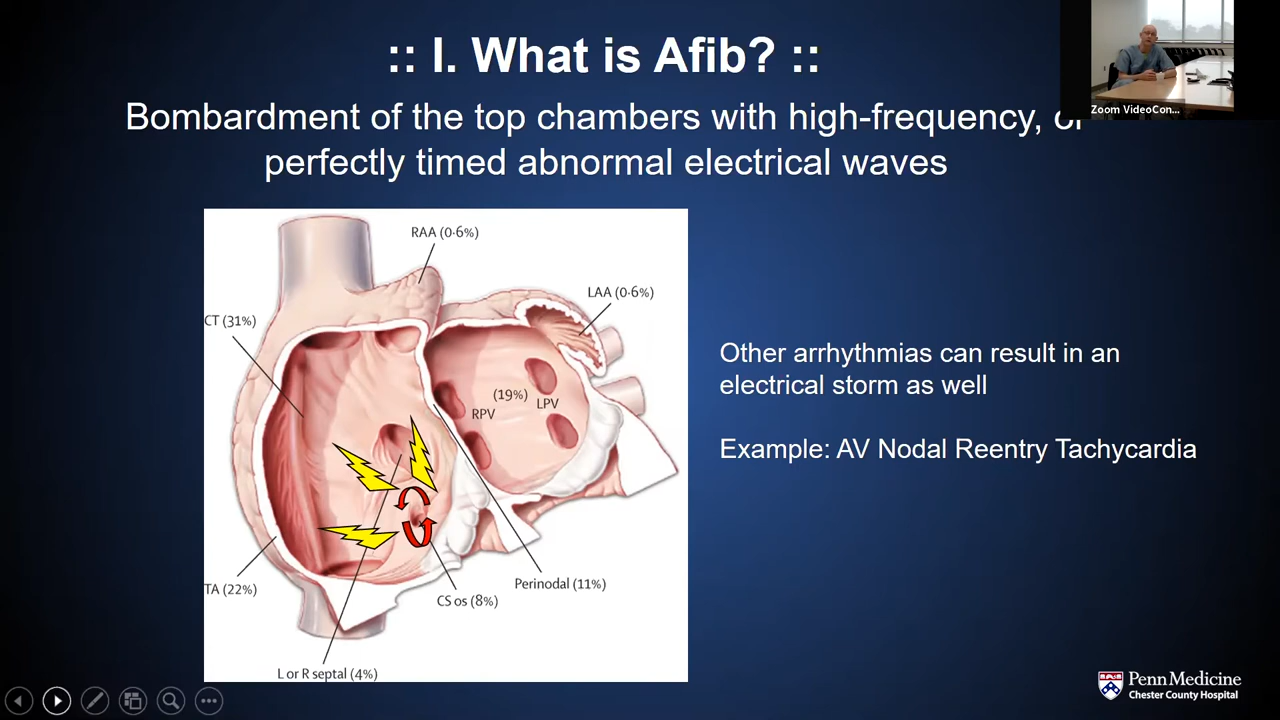 :: I. What is Afib? ::
Bombardment of the top chambers with high-frequency, or
perfectly timed abnormal electrical waves
Zoom VideoCon...
RAA (0·6%)
LAA (0·6%)
CT (31%)
(19%)
RPV
LPV
Other arrhythmias can result in an
electrical storm as well
Example: AV Nodal Reentry Tachycardia
TA (22%)
Perinodal (11%)
CS os (8%)
L or R septal (4%)
Penn Medicine
Chester County Hospital